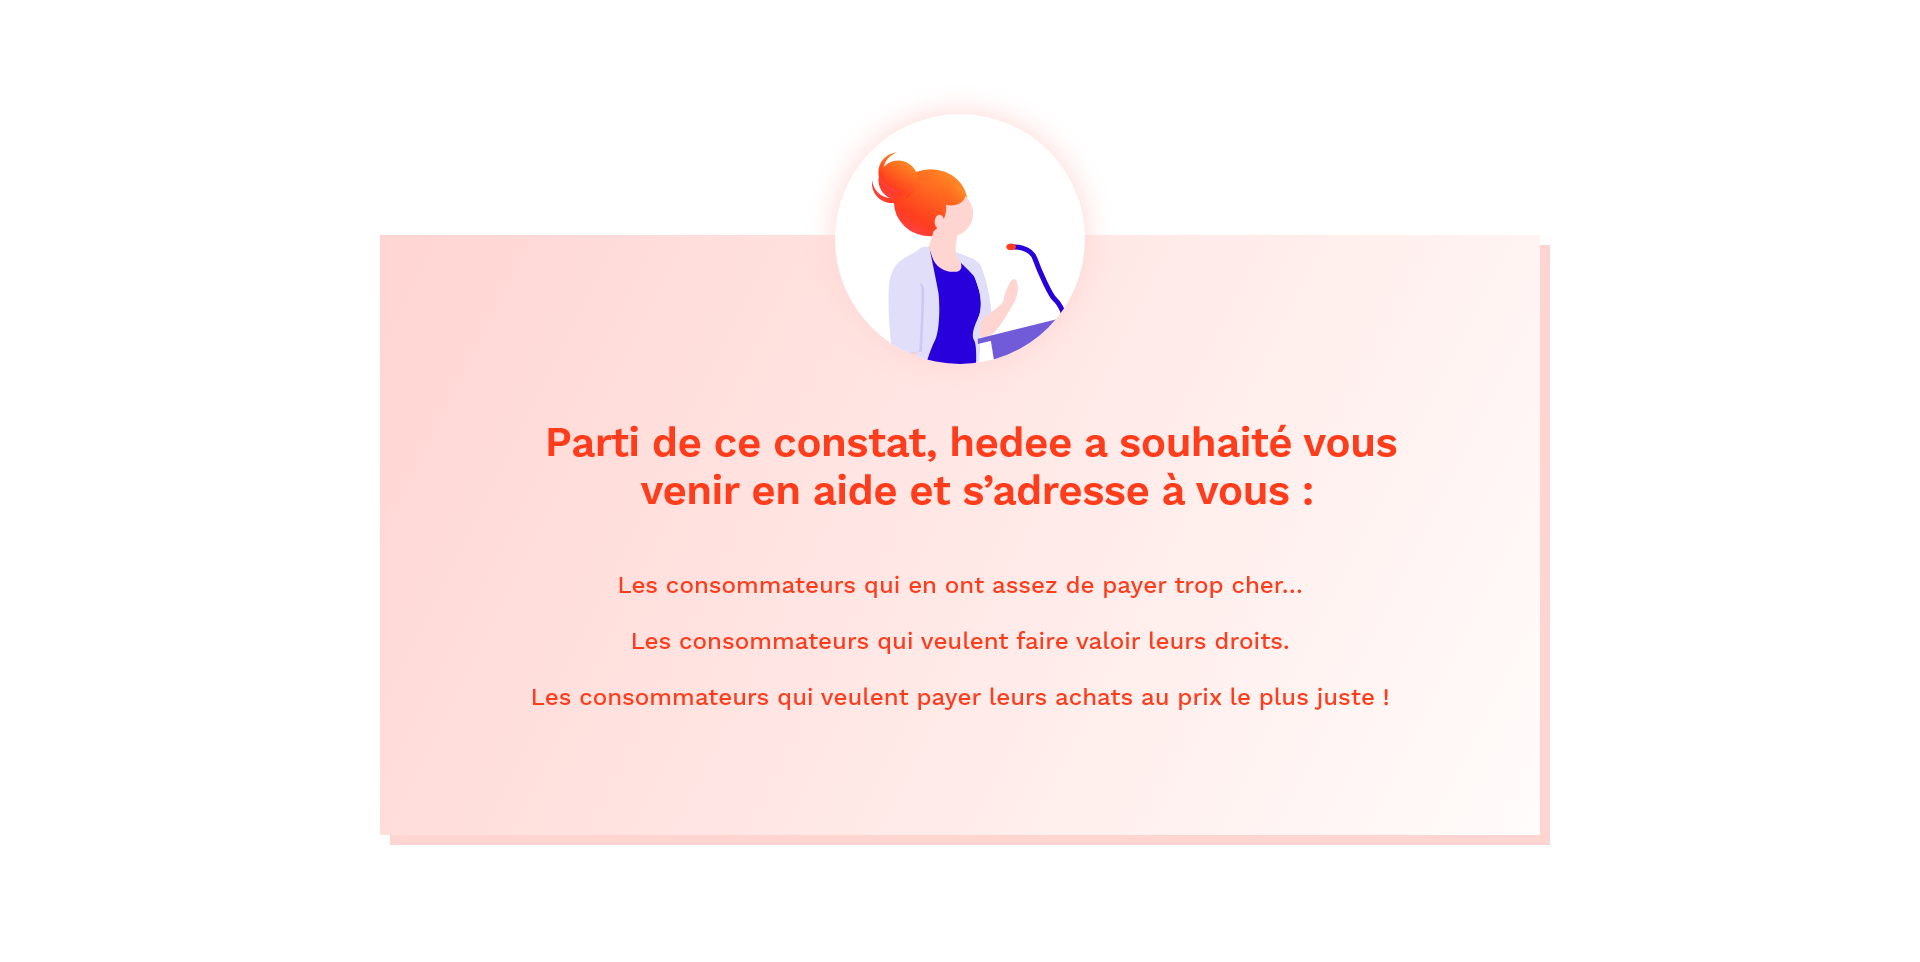 Parti de ce constat, hedee a souhaité vous
venir en aide et s’adresse à vous :
Les consommateurs qui en ont assez de payer trop cher...
Les consommateurs qui veulent faire valoir leurs droits.
Les consommateurs qui veulent payer leurs achats au prix le plus juste !